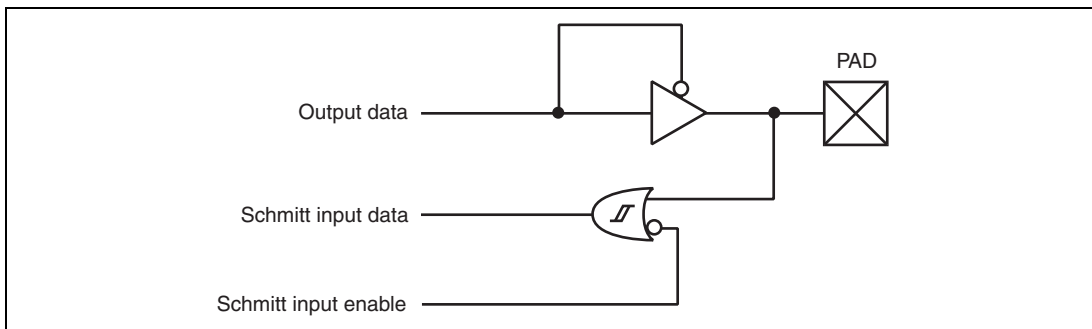 PAD
Output data
Schmitt input data
Schmitt input enable